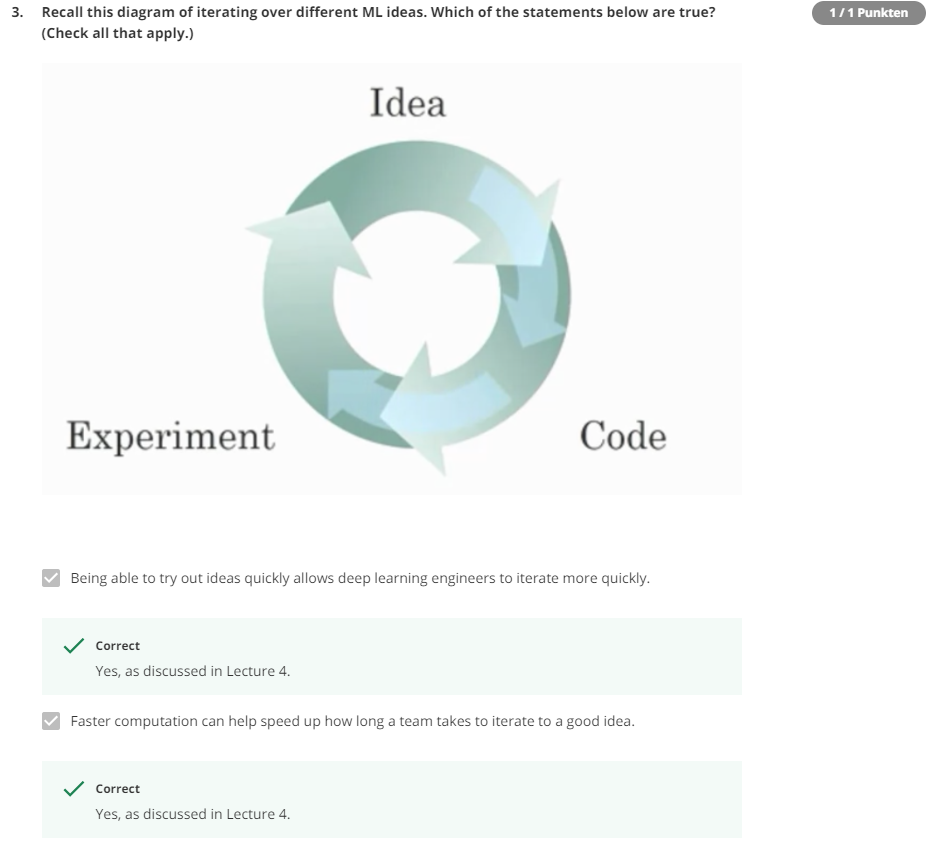 3. Recall this diagram of iterating over different ML ideas. Which of the statements below are true?
(Check all that apply.)
1 / 1 Punkten
Idea
Experiment
Code
Being able to try out ideas quickly allows deep learning engineers to iterate more quickly.
Correct
Yes, as discussed in Lecture 4.
Faster computation can help speed up how long a team takes to iterate to a good idea.
Correct
Yes, as discussed in Lecture 4.